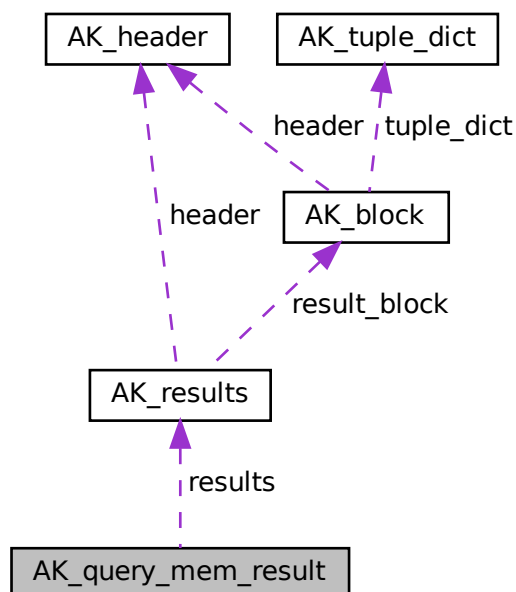 AK_header
AK_tuple_dict
header
tuple_dict
AK_block
header
result_block
AK_results
results
AK_query_mem_result